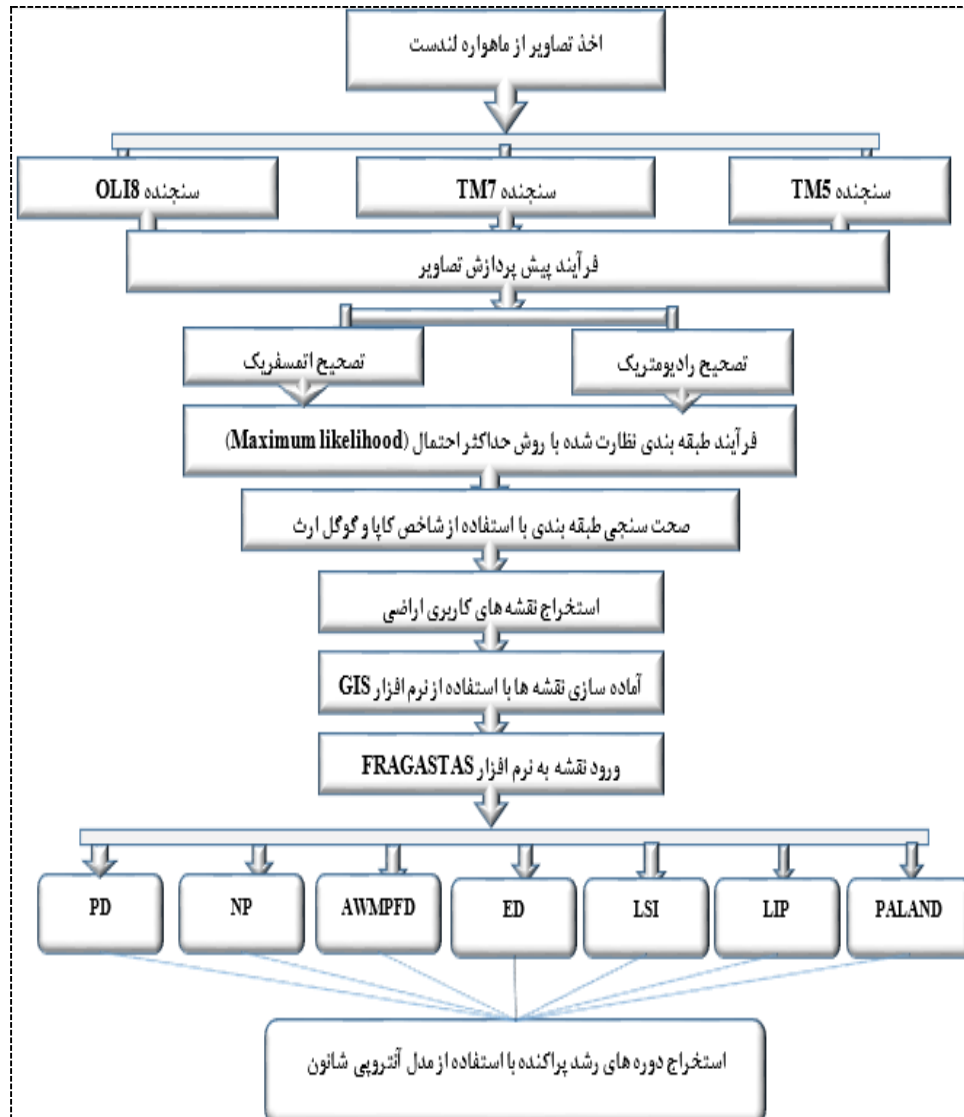 اخذ تصاویر از ماهواره لندست
سنجنده TM5
سنجنده TM7
سنجنده OLI8
فرآیند پیش پردازش تصاویر
تصحیح رادیومتریک
تصحیح اتمسفریک
فرآیند طبقه بندی نظارت شده با روش حداکثر احتمال (Maximum likelihood)
صحت سنجی طبقه بندی با استفاده از شاخص کاپا و گوگل ارث
استخراج نقشه های کاربری اراضی
آماده سازی نقشه ها با استفاده از نرم افزار GIS
ورود نقشه به نرم افزار FRAGASTAS
PD
NP
AWMPFD
ED
LSI
LIP
PALAND
استخراج دوره های رشد پراکنده با استفاده از مدل آنتروپی شانون